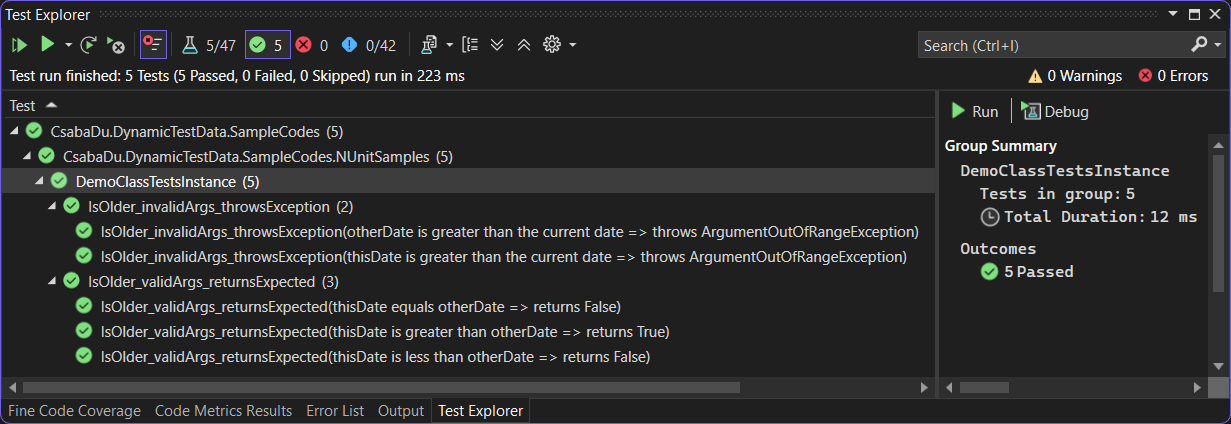 Test Explorer
5/47 5 0 0/42 Search (Ctrl+I)
Test run finished: 5 Tests (5 Passed, 0 Failed, 0 Skipped) run in 223 ms 0 Warnings 0 Errors
Test
CsabaDu.DynamicTestData.SampleCodes (5)
CsabaDu.DynamicTestData.SampleCodes.NUnitSamples (5)
DemoClassTestsInstance (5)
IsOlder_invalidArgs_throwsException (2)
IsOlder_invalidArgs_throwsException(otherDate is greater than the current date => throws ArgumentOutOfRangeException)
IsOlder_invalidArgs_throwsException(thisDate is greater than the current date => throws ArgumentOutOfRangeException)
IsOlder_validArgs_returnsExpected (3)
IsOlder_validArgs_returnsExpected(thisDate equals otherDate => returns False)
IsOlder_validArgs_returnsExpected(thisDate is greater than otherDate => returns True)
IsOlder_validArgs_returnsExpected(thisDate is less than otherDate => returns False)
Run Debug
Group Summary
DemoClassTestsInstance
Tests in group: 5
Total Duration: 12 ms
Outcomes
5 Passed
Fine Code Coverage Code Metrics Results Error List Output Test Explorer